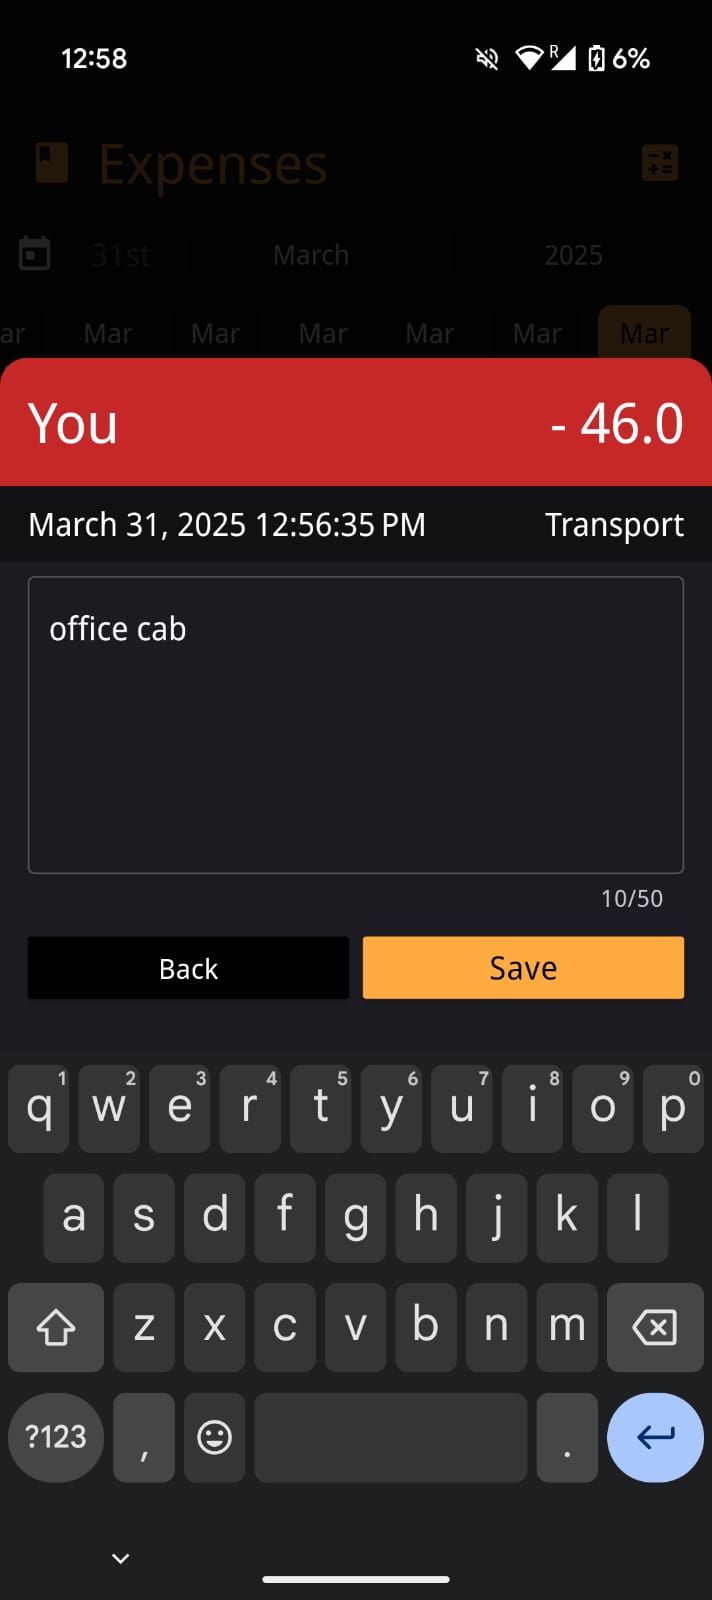 12:58 R 6%
Expenses
31st March 2025
ar Mar Mar Mar Mar Mar Mar
You - 46.0
March 31, 2025 12:56:35 PM Transport
office cab
10/50
Back Save
1 2 3 4 5 6 7 8 9 0
q w e r t y u i o p
a s d f g h j k l
z x c v b n m
?123 , .